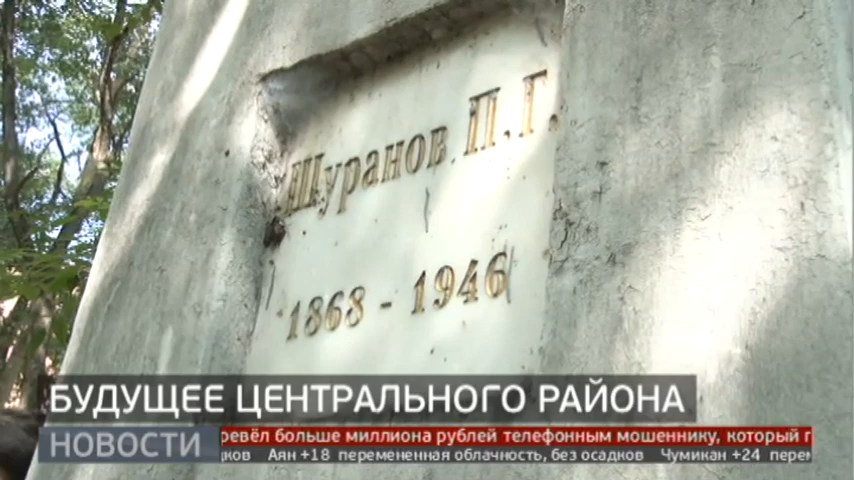 Шуранов П.Г.
1868 - 1946
БУДУЩЕЕ ЦЕНТРАЛЬНОГО РАЙОНА
НОВОСТИ
ревёл больше миллиона рублей телефонным мошеннику, который
дков Аян +18 переменная облачность, без осадков Чумикан +24 перем